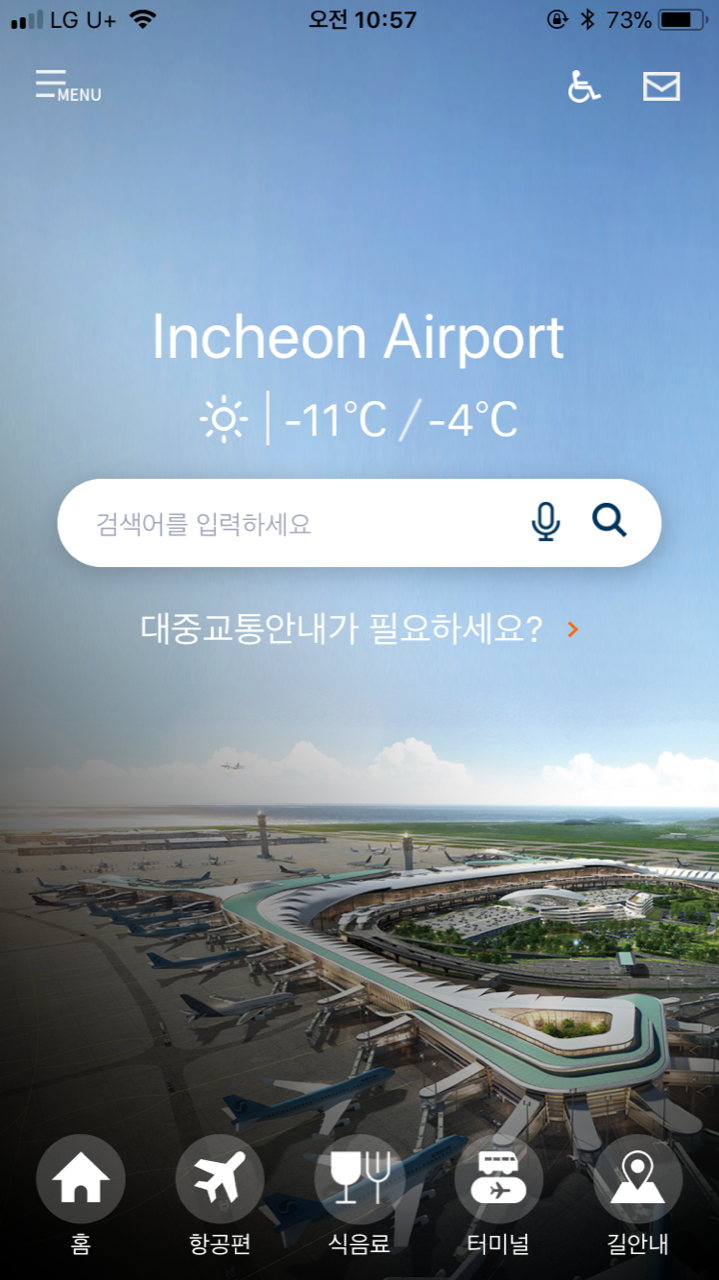 LG U+ 오전 10:57 73%
MENU
Incheon Airport
-11°C / -4°C
검색어를 입력하세요
대중교통안내가 필요하세요?
홈 항공편 식음료 터미널 길안내